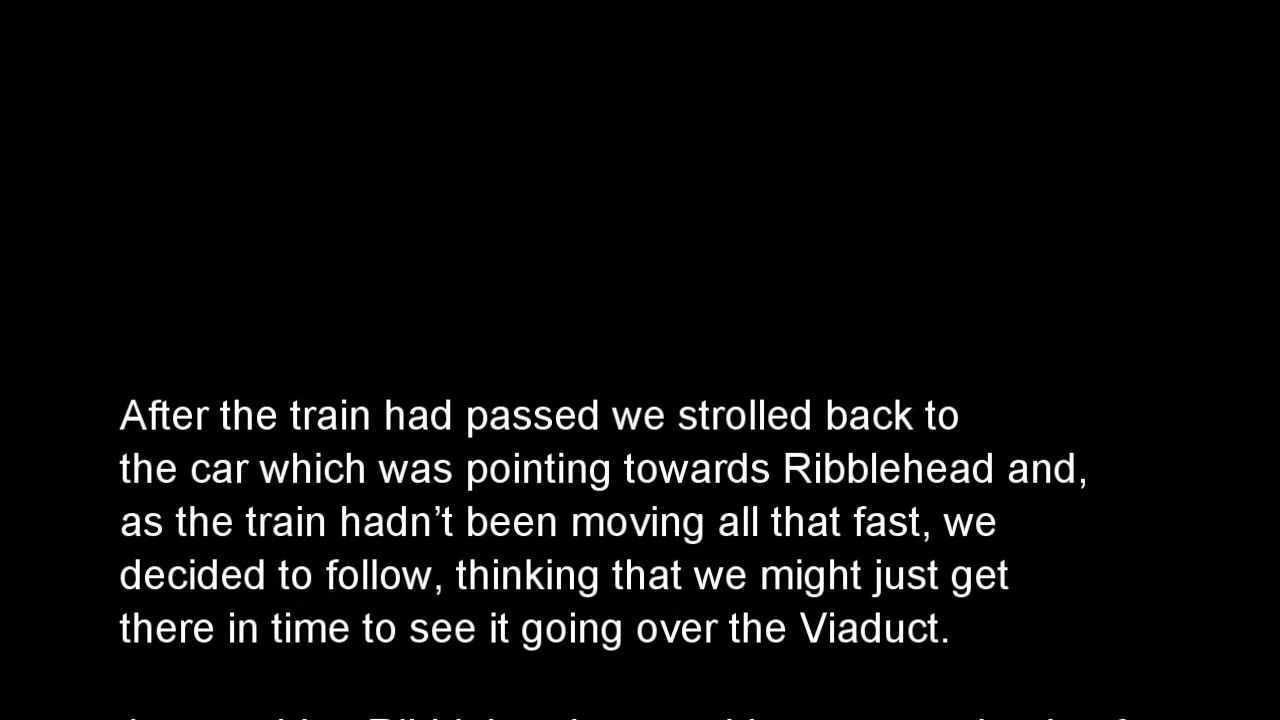 After the train had passed we strolled back to
the car which was pointing towards Ribblehead and,
as the train hadn’t been moving all that fast, we
decided to follow, thinking that we might just get
there in time to see it going over the Viaduct.